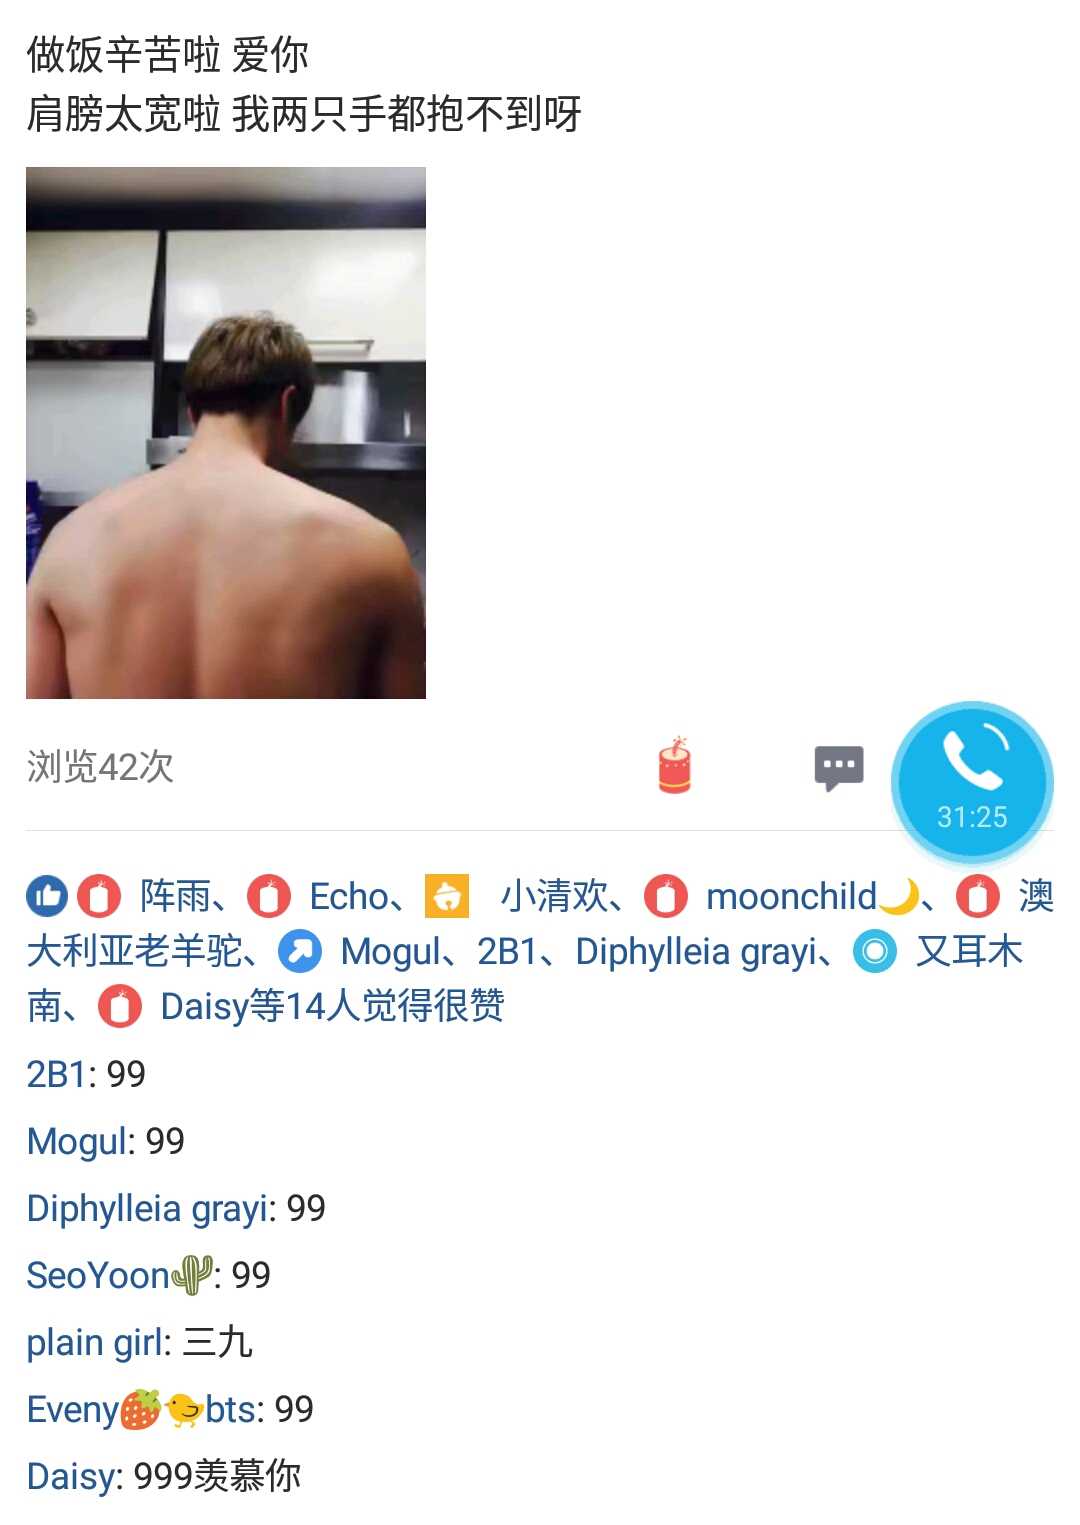 做饭辛苦啦 爱你
肩膀太宽啦 我两只手都抱不到呀
浏览42次
31:25
阵雨、 Echo、 小清欢、 moonchild🌙、 澳
大利亚老羊驼、 Mogul、2B1、Diphylleia grayi、 又耳木
南、 Daisy等14人觉得很赞
2B1: 99
Mogul: 99
Diphylleia grayi: 99
SeoYoon🌵: 99
plain girl: 三九
Eveny🍓🐤bts: 99
Daisy: 999羡慕你